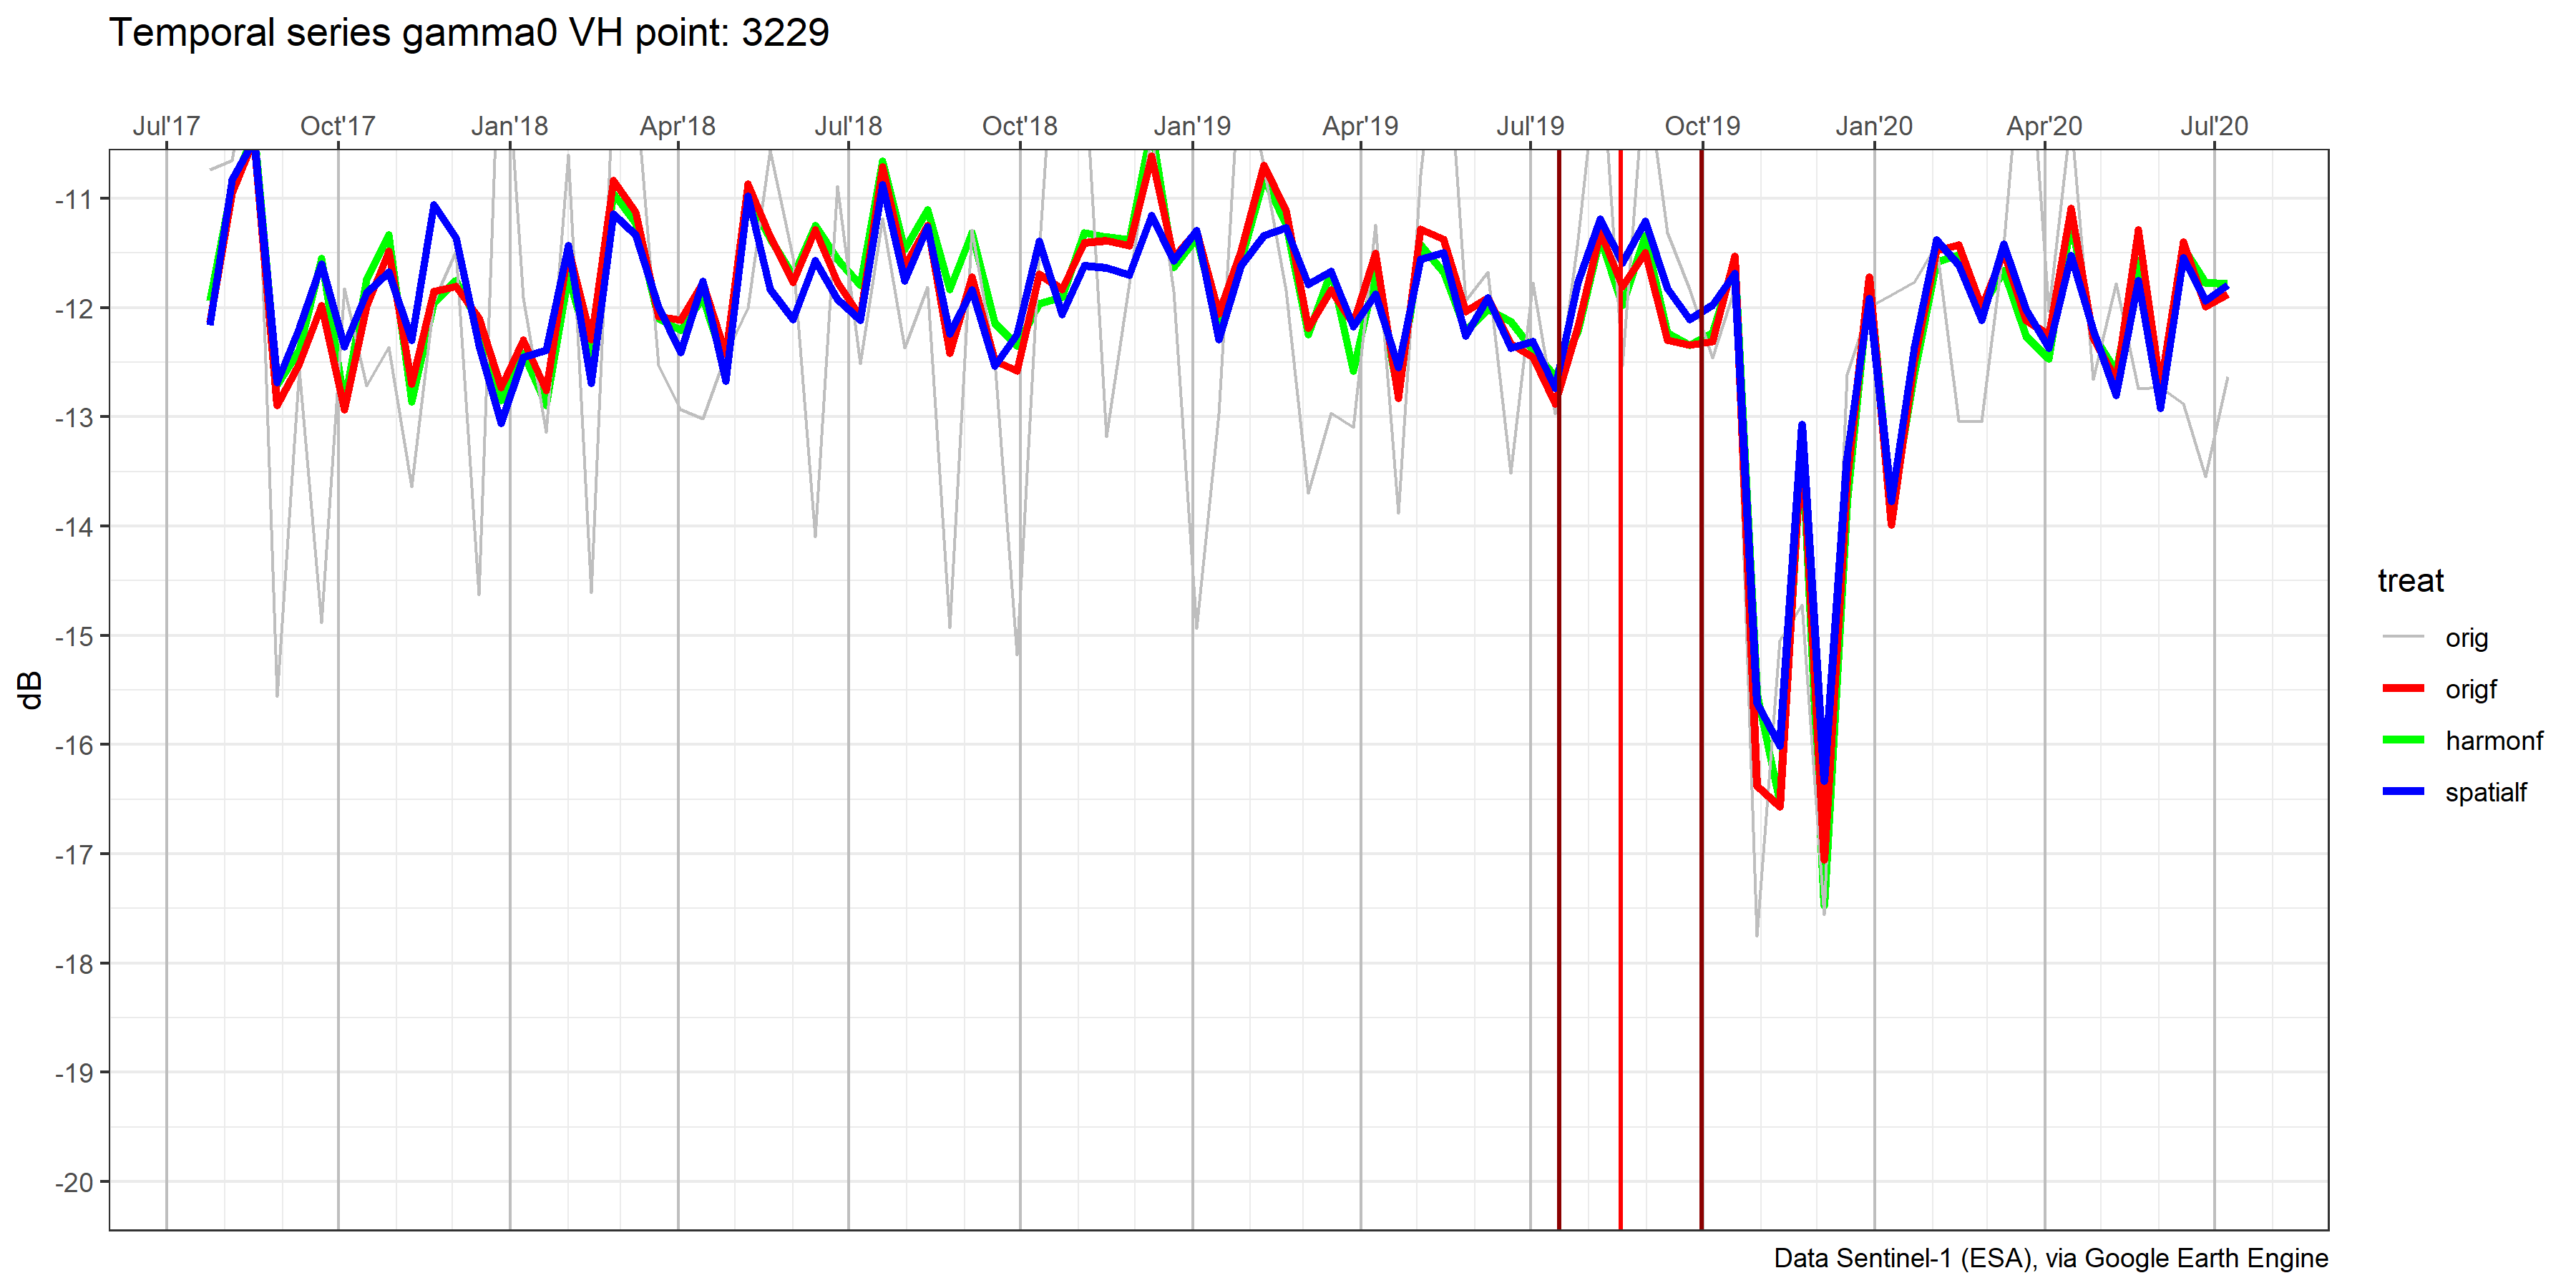 Temporal series gamma0 VH point: 3229
Jul'17 Oct'17 Jan'18 Apr'18 Jul'18 Oct'18 Jan'19 Apr'19 Jul'19 Oct'19 Jan'20 Apr'20 Jul'20
-11
-12
-13
-14
-15
-16
-17
-18
-19
-20
dB
treat
orig
origf
harmonf
spatialf
Data Sentinel-1 (ESA), via Google Earth Engine